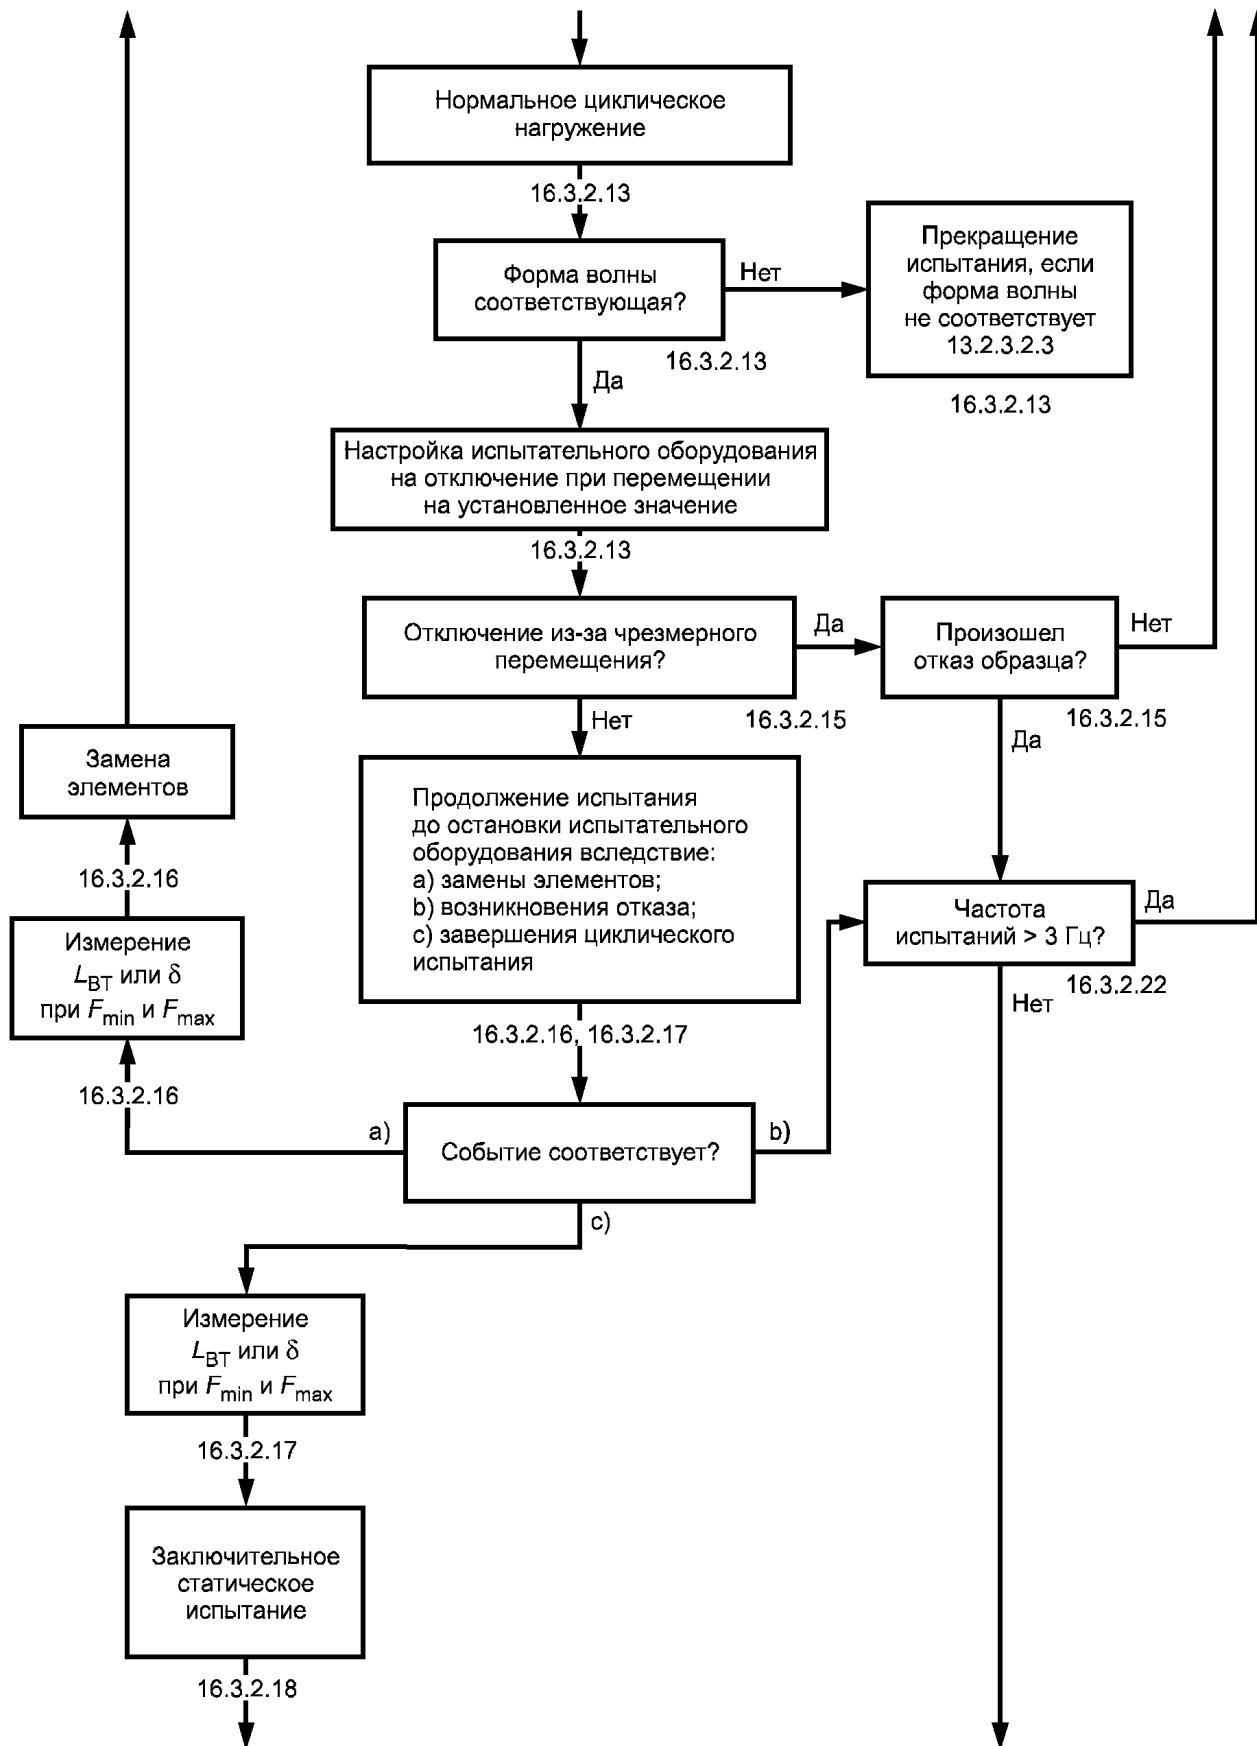 Нормальное циклическое
нагружение
16.3.2.13
Форма волны
соответствующая?
Нет
Прекращение
испытания, если
форма волны
не соответствует
13.2.3.2.3
16.3.2.13
16.3.2.13
Да
Настройка испытательного оборудования
на отключение при перемещении
на установленное значение
16.3.2.13
Отключение из-за чрезмерного
перемещения?
Да
Произошел
отказ образца?
Нет
Нет
16.3.2.15
16.3.2.15
Да
Замена
элементов
Продолжение испытания
до остановки испытательного
оборудования вследствие:
a) замены элементов;
b) возникновения отказа;
c) завершения циклического
испытания
16.3.2.16
Частота
испытаний > 3 Гц?
Да
Измерение
L_BT или δ
при F_min и F_max
16.3.2.22
Нет
16.3.2.16, 16.3.2.17
16.3.2.16
a)
Событие соответствует?
b)
c)
Измерение
L_BT или δ
при F_min и F_max
16.3.2.17
Заключительное
статическое
испытание
16.3.2.18